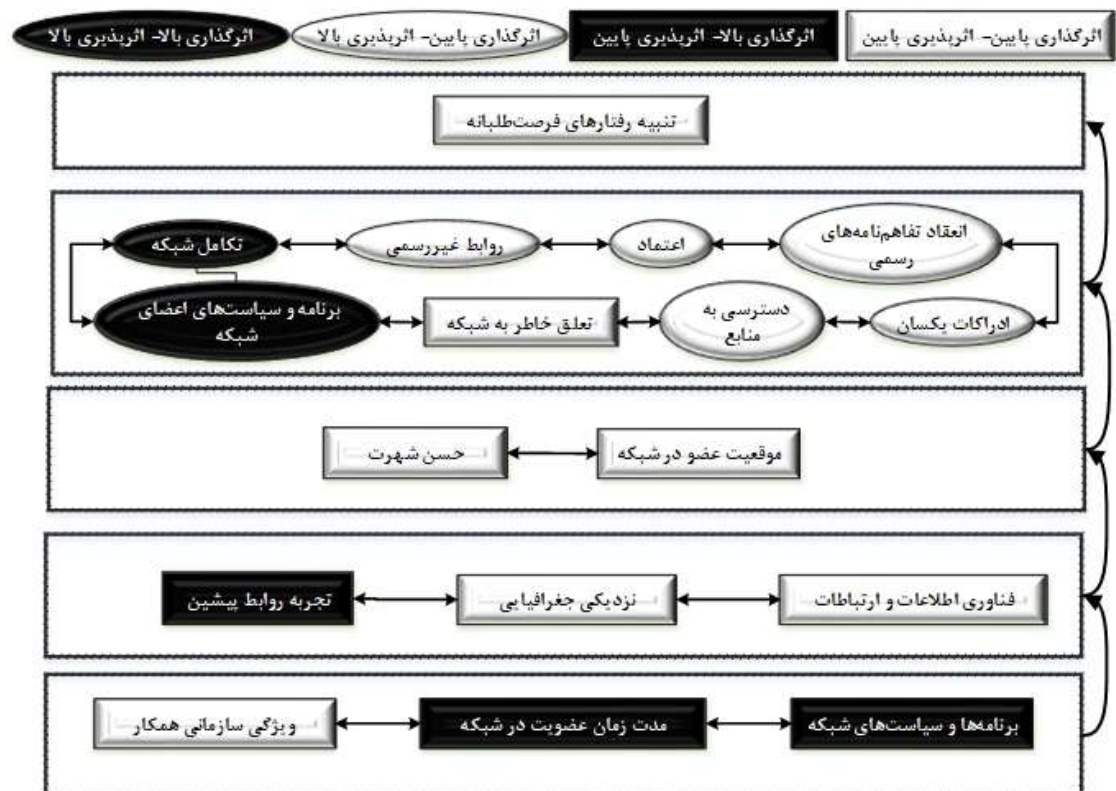 اثرگذاری پایین- اثرپذیری پایین
اثرگذاری بالا- اثرپذیری پایین
اثرگذاری پایین- اثرپذیری بالا
اثرگذاری بالا- اثرپذیری بالا
تنبیه رفتارهای فرصت‌طلبانه
انعقاد تفاهم‌نامه‌های
رسمی
اعتماد
روابط غیررسمی
تکامل شبکه
ادراکات یکسان
دسترسی به
منابع
تعلق خاطر به شبکه
برنامه و سیاست‌های اعضای
شبکه
موقعیت عضو در شبکه
حسن شهرت
فناوری اطلاعات و ارتباطات
نزدیکی جغرافیایی
تجربه روابط پیشین
برنامه‌ها و سیاست‌های شبکه
مدت زمان عضویت در شبکه
ویژگی سازمانی همکار